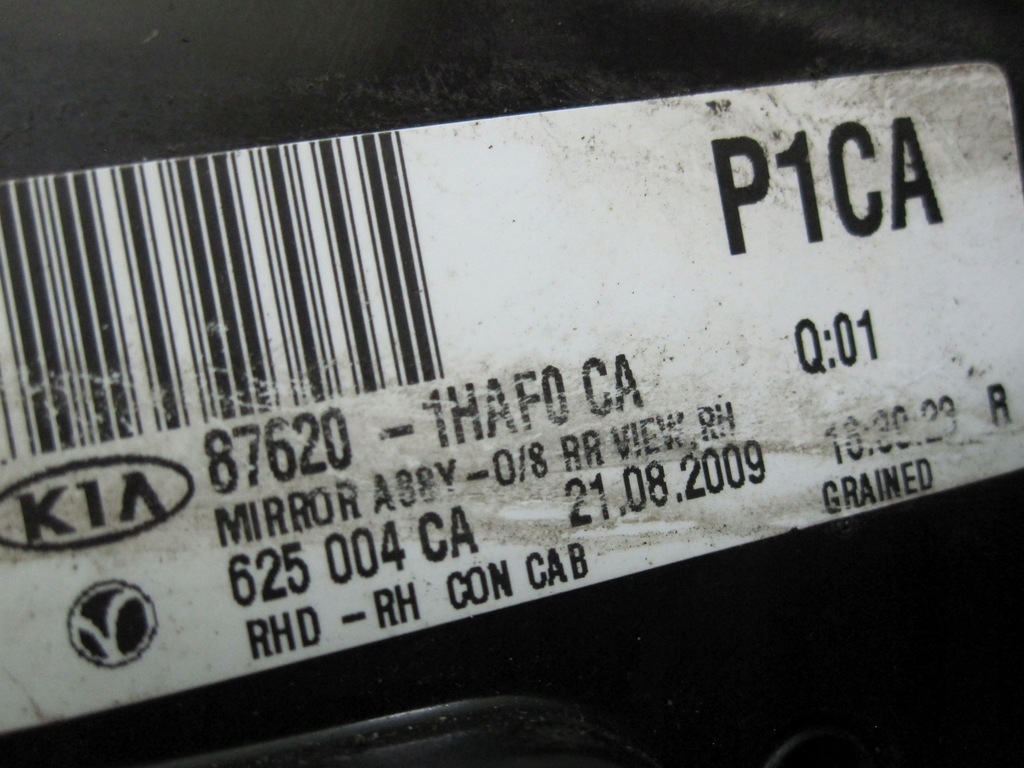 P1CA
Q:01
87620 - 1HAF0 CA
KIA
MIRROR ASSY-O/S RR VIEW,RH
625 004 CA 21.08.2009 R
GRAINED
RHD - RH CON CAB